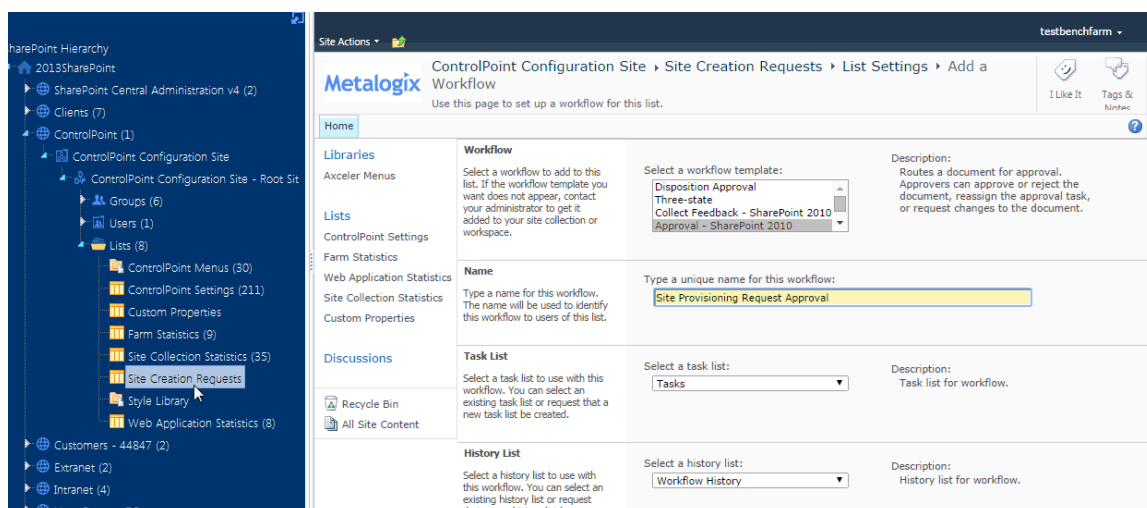 harePoint Hierarchy
2013SharePoint
SharePoint Central Administration v4 (2)
Clients (7)
ControlPoint (1)
ControlPoint Configuration Site
ControlPoint Configuration Site - Root Sit
Groups (6)
Users (1)
Lists (8)
ControlPoint Menus (30)
ControlPoint Settings (211)
Custom Properties
Farm Statistics (9)
Site Collection Statistics (35)
Site Creation Requests
Style Library
Web Application Statistics (8)
Customers - 44847 (2)
Extranet (2)
Intranet (4)
testbenchfarm
Site Actions
Metalogix
ControlPoint Configuration Site › Site Creation Requests › List Settings › Add a
Workflow
Use this page to set up a workflow for this list.
I Like It
Tags &
Notes
Home
Libraries
Axceler Menus
Lists
ControlPoint Settings
Farm Statistics
Web Application Statistics
Site Collection Statistics
Custom Properties
Discussions
Recycle Bin
All Site Content
Workflow
Select a workflow to add to this
list. If the workflow template you
want does not appear, contact
your administrator to get it
added to your site collection or
workspace.
Select a workflow template:
Disposition Approval
Three-state
Collect Feedback - SharePoint 2010
Approval - SharePoint 2010
Description:
Routes a document for approval.
Approvers can approve or reject the
document, reassign the approval task,
or request changes to the document.
Name
Type a name for this workflow.
The name will be used to identify
this workflow to users of this list.
Type a unique name for this workflow:
Site Provisioning Request Approval
Task List
Select a task list to use with this
workflow. You can select an
existing task list or request that a
new task list be created.
Select a task list:
Tasks
Description:
Task list for workflow.
History List
Select a history list to use with
this workflow. You can select an
existing history list or request
Select a history list:
Workflow History
Description:
History list for workflow.